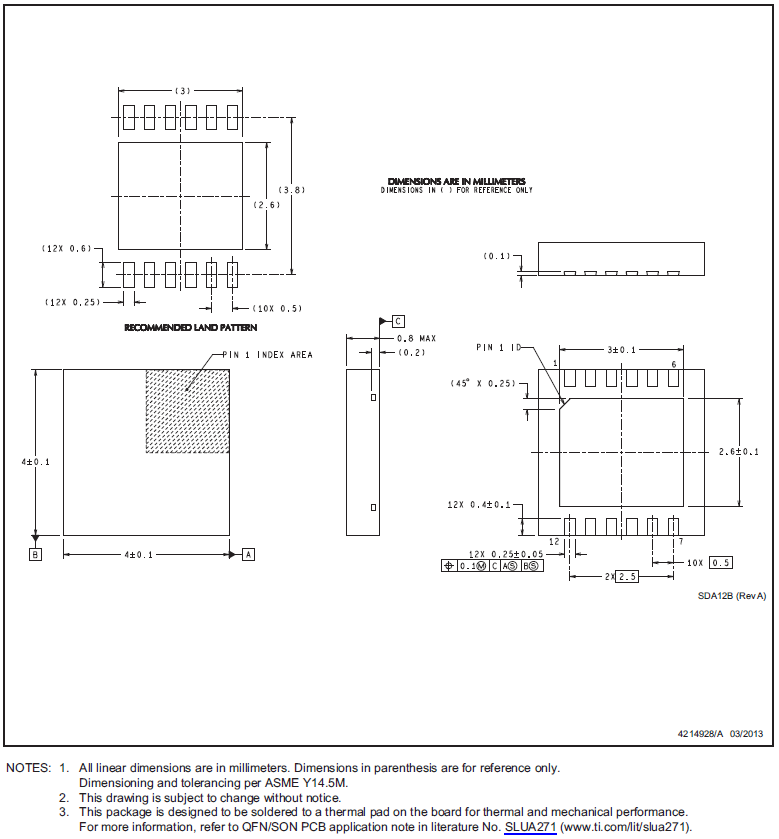 (3)
(3.8)
(2.6)
DIMENSIONS ARE IN MILLIMETERS
DIMENSIONS IN ( ) FOR REFERENCE ONLY
(12X 0.6)
(12X 0.25)
(10X 0.5)
RECOMMENDED LAND PATTERN
(0.1)
PIN 1 INDEX AREA
C
0.8 MAX
(0.2)
PIN 1 ID
3±0.1
1
6
(45° X 0.25)
4±0.1
2.6±0.1
12X 0.4±0.1
12
7
B
4±0.1
A
12X 0.25±0.05
⌖ 0.1Ⓜ C AⓈ BⓈ
10X 0.5
2X 2.5
SDA12B (Rev A)
4214928/A 03/2013
NOTES: 1. All linear dimensions are in millimeters. Dimensions in parenthesis are for reference only.
Dimensioning and tolerancing per ASME Y14.5M.
2. This drawing is subject to change without notice.
3. This package is designed to be soldered to a thermal pad on the board for thermal and mechanical performance.
For more information, refer to QFN/SON PCB application note in literature No. SLUA271 (www.ti.com/lit/slua271).